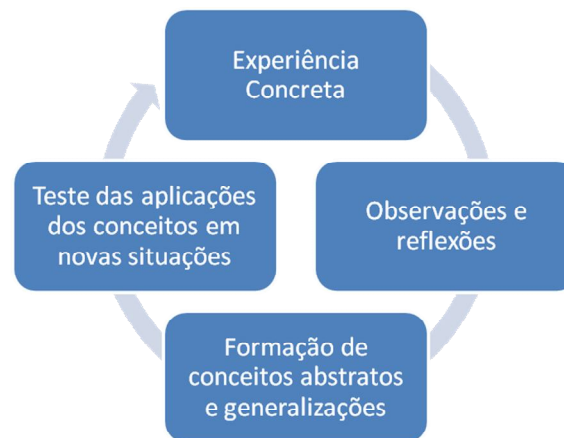 Experiência
Concreta
Observações e
reflexões
Formação de
conceitos abstratos
e generalizações
Teste das aplicações
dos conceitos em
novas situações